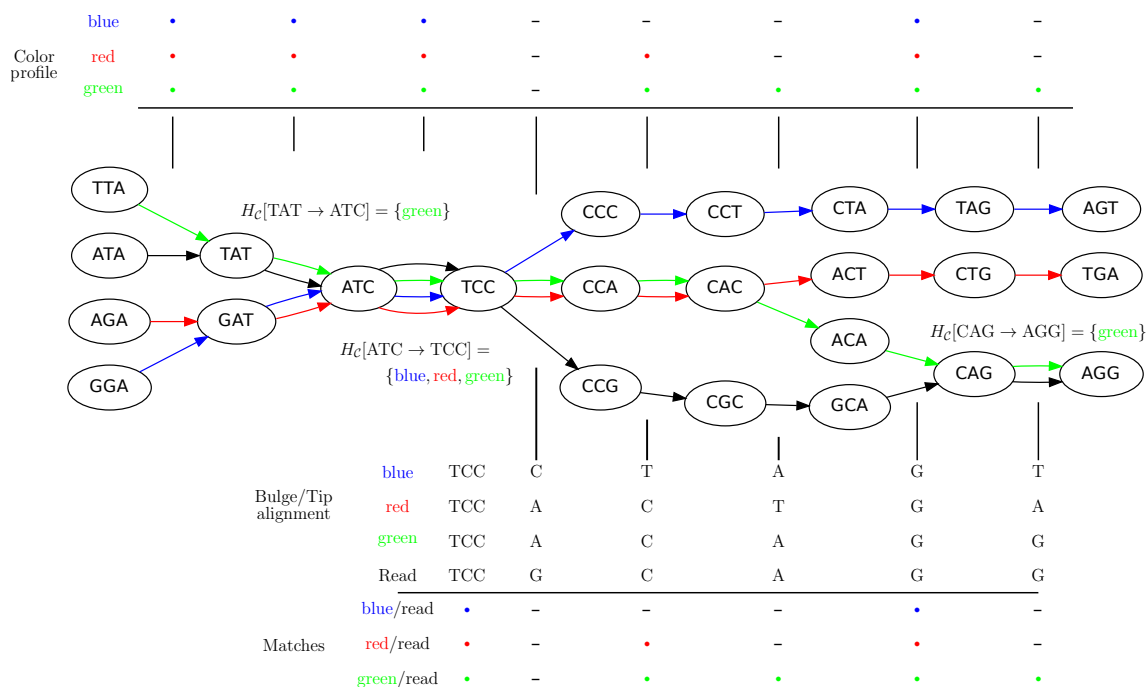 blue • • • – – – • –
Color profile
red • • • – • – • –
green • • • – • • • •
TTA
H_C[TAT → ATC] = {green}
CCC CCT CTA TAG AGT
ATA TAT
ATC TCC CCA CAC ACT CTG TGA
AGA GAT
ACA H_C[CAG → AGG] = {green}
H_C[ATC → TCC] =
{blue, red, green}
GGA
CCG CGC GCA CAG AGG
blue TCC C T A G T
Bulge/Tip
alignment
red TCC A C T G A
green TCC A C A G G
Read TCC G C A G G
blue/read • – – – • –
Matches red/read • – • – • –
green/read • – • • • •